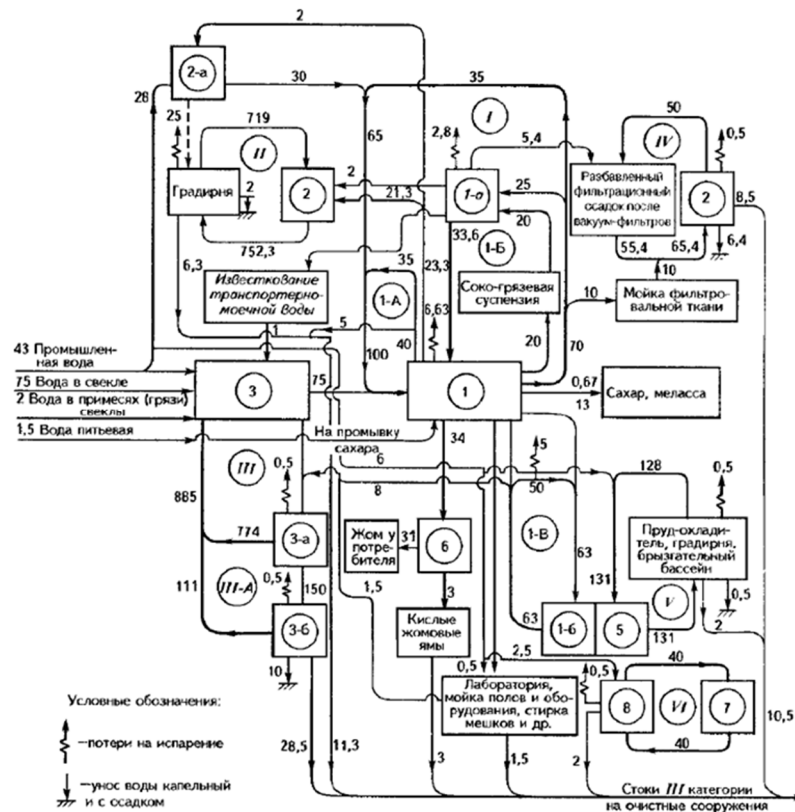 2
2-а
30
35
28
I
50
25
719
65
2,8
5,4
IV
0,5
II
Градирня
2
2
2
21,3
1-а
25
Разбавленный
фильтрационный
осадок после
вакуум-фильтров
2
8,5
752,3
33,6
1-Б
20
6,3
35
23,3
55,4
65,4
6,4
Известкование
транспортерно-
моечной воды
1-А
Соко-грязевая
суспензия
10
10
Мойка фильтро-
вальной ткани
1
5
40
6,63
20
70
43 Промышлен-
ная вода
100
75 Вода в свекле
3
75
1
0,67
Сахар, меласса
13
2 Вода в примесях (грязи)
свеклы
1,5 Вода питьевая
На промывку
сахара
34
III
0,5
6
5
128
0,5
885
8
50
774
3-а
Жом у
потре-
бителя
31
6
1-В
63
Пруд-охлади-
тель, градирня,
брызгательный
бассейн
III-А
0,5
111
150
1,5
3
131
0,5
3-б
Кислые
жомовые
ямы
63
1-б
5
V
131
2
10
0,5
2,5
0,5
40
Условные обозначения:
Лаборатория,
мойка полов и обо-
рудования, стирка
мешков и др.
8
VI
7
10,5
–потери на испарение
28,5
11,3
40
–унос воды капельный
и с осадком
3
1,5
2
Стоки III категории
на очистные сооружения